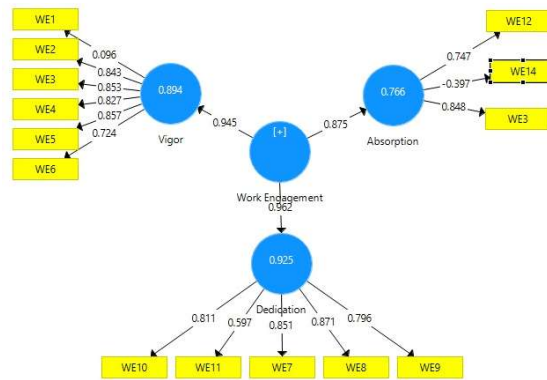 WE1
WE2
WE3
WE4
WE5
WE6
0.096
0.843
0.853
0.827
0.857
0.724
0.894
Vigor
0.945
[+]
Work Engagement
0.875
0.766
Absorption
0.747
-0.397
0.848
WE12
WE14
WE3
0.962
0.925
Dedication
0.811
0.597
0.851
0.871
0.796
WE10
WE11
WE7
WE8
WE9